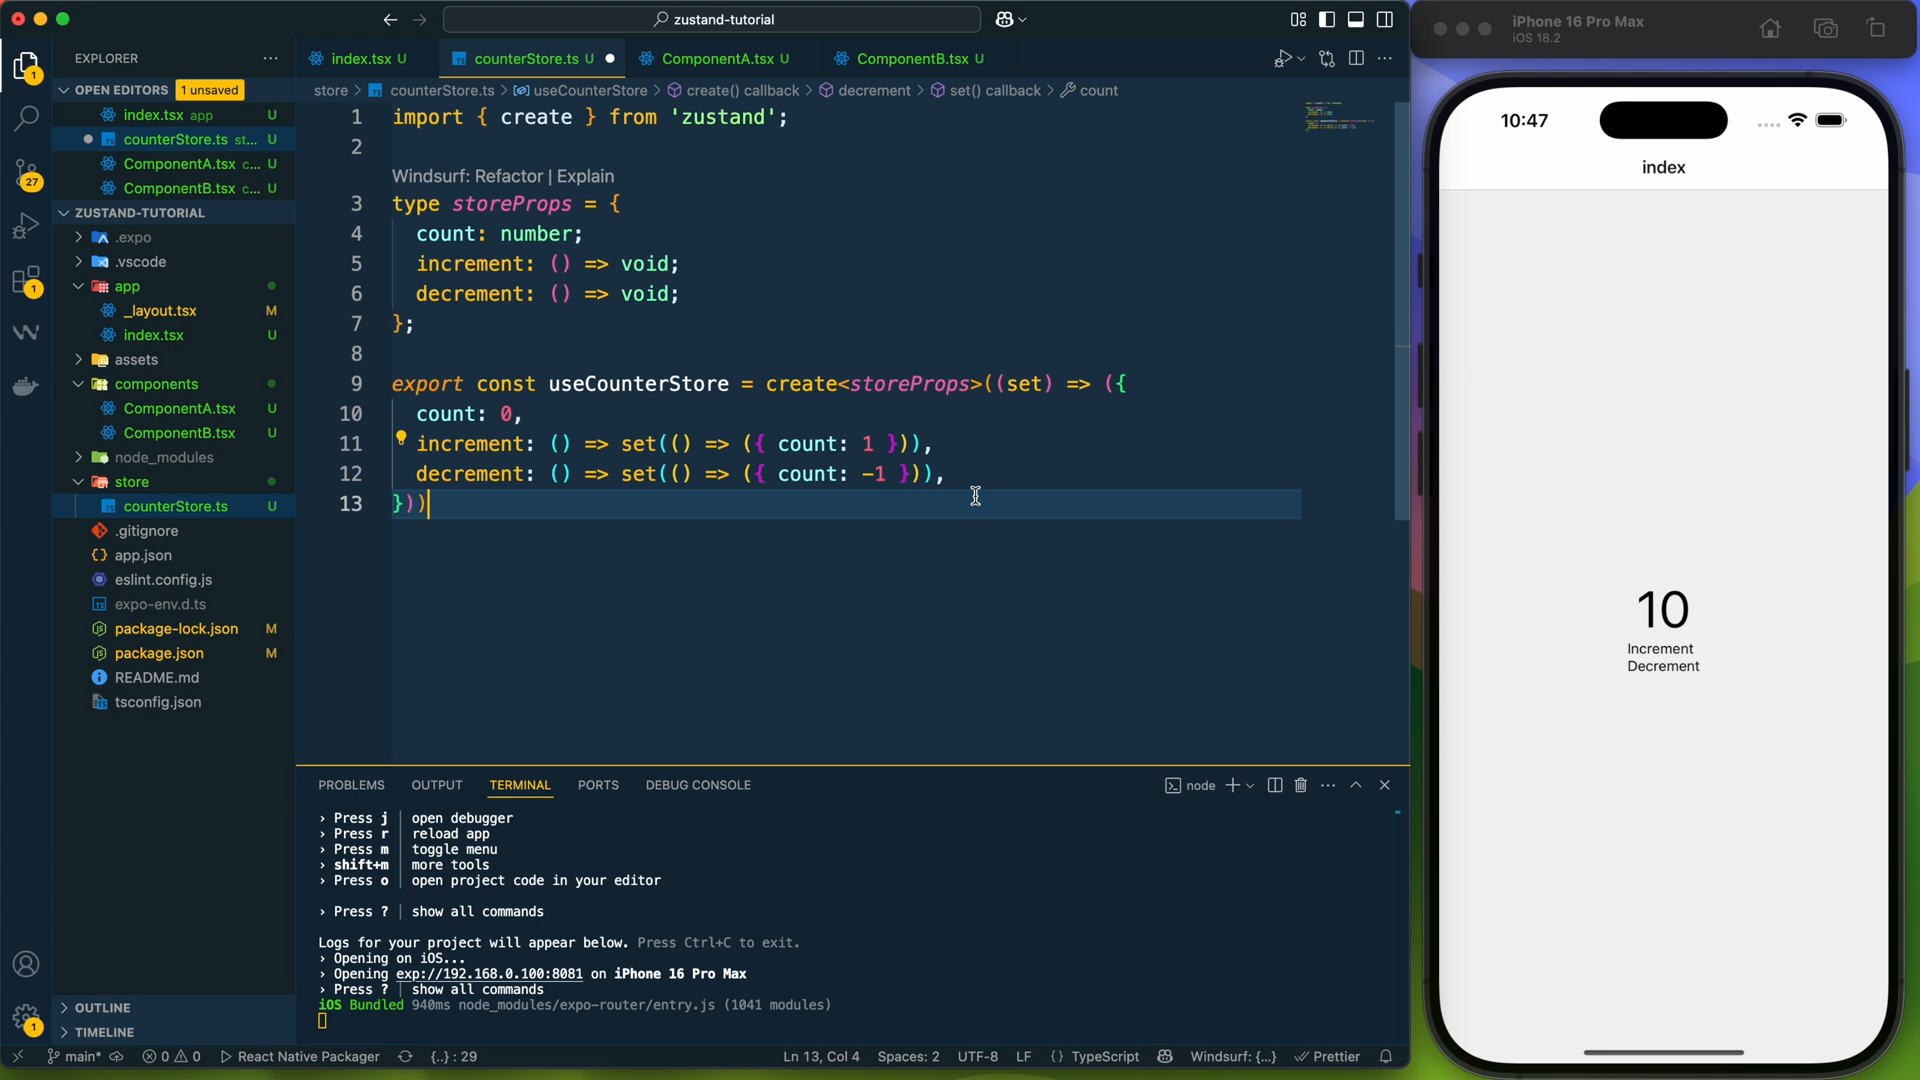 zustand-tutorial
EXPLORER
OPEN EDITORS 1 unsaved
index.tsx app U
counterStore.ts st... U
ComponentA.tsx c... U
ComponentB.tsx c... U
ZUSTAND-TUTORIAL
.expo
.vscode
app
_layout.tsx M
index.tsx U
assets
components
ComponentA.tsx U
ComponentB.tsx U
node_modules
store
counterStore.ts U
.gitignore
app.json
eslint.config.js
expo-env.d.ts
package-lock.json M
package.json M
README.md
tsconfig.json
OUTLINE
TIMELINE
1
27
1
1
index.tsx U
counterStore.ts U
ComponentA.tsx U
ComponentB.tsx U
store > counterStore.ts > useCounterStore > create() callback > decrement > set() callback > count
1 import { create } from 'zustand';
2
Windsurf: Refactor | Explain
3 type storeProps = {
4 count: number;
5 increment: () => void;
6 decrement: () => void;
7 };
8
9 export const useCounterStore = create<storeProps>((set) => ({
10 count: 0,
11 increment: () => set(() => ({ count: 1 })),
12 decrement: () => set(() => ({ count: -1 })),
13 }))
PROBLEMS OUTPUT TERMINAL PORTS DEBUG CONSOLE
node
› Press j │ open debugger
› Press r │ reload app
› Press m │ toggle menu
› shift+m │ more tools
› Press o │ open project code in your editor
› Press ? │ show all commands
Logs for your project will appear below. Press Ctrl+C to exit.
› Opening on iOS...
› Opening exp://192.168.0.100:8081 on iPhone 16 Pro Max
› Press ? │ show all commands
iOS Bundled 940ms node_modules/expo-router/entry.js (1041 modules)
main* 0 0 React Native Packager {..} : 29
Ln 13, Col 4 Spaces: 2 UTF-8 LF {} TypeScript Windsurf: {...} Prettier
iPhone 16 Pro Max
iOS 18.2
10:47
index
10
Increment
Decrement